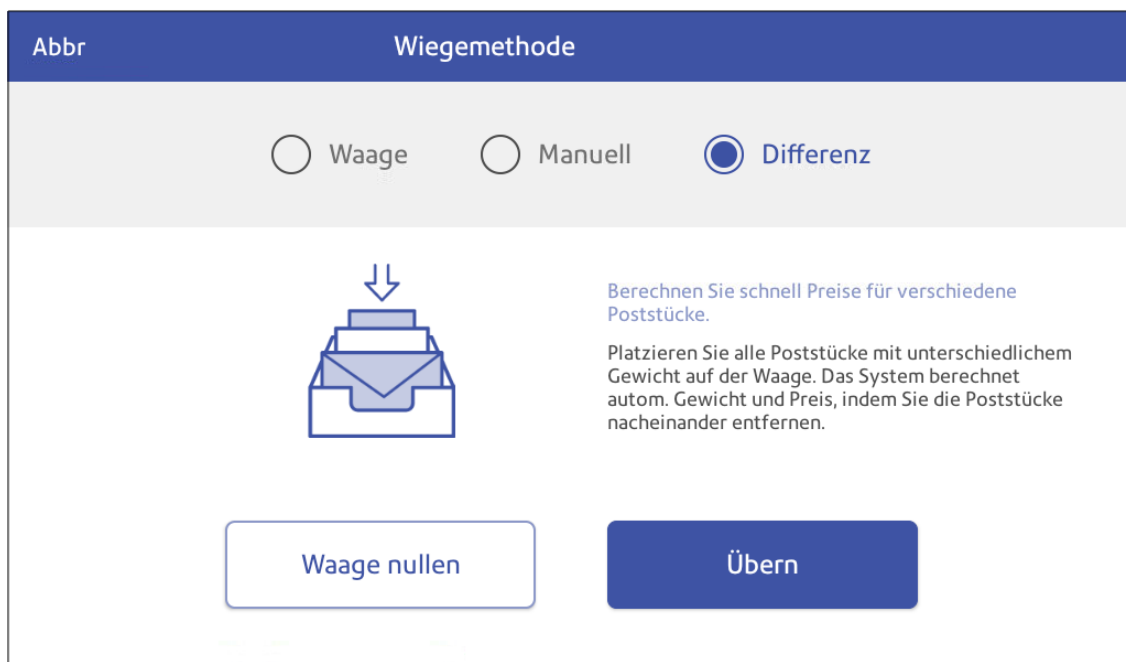 Abbr
Wiegemethode
Waage
Manuell
Differenz
Berechnen Sie schnell Preise für verschiedene
Poststücke.
Platzieren Sie alle Poststücke mit unterschiedlichem
Gewicht auf der Waage. Das System berechnet
autom. Gewicht und Preis, indem Sie die Poststücke
nacheinander entfernen.
Waage nullen
Übern